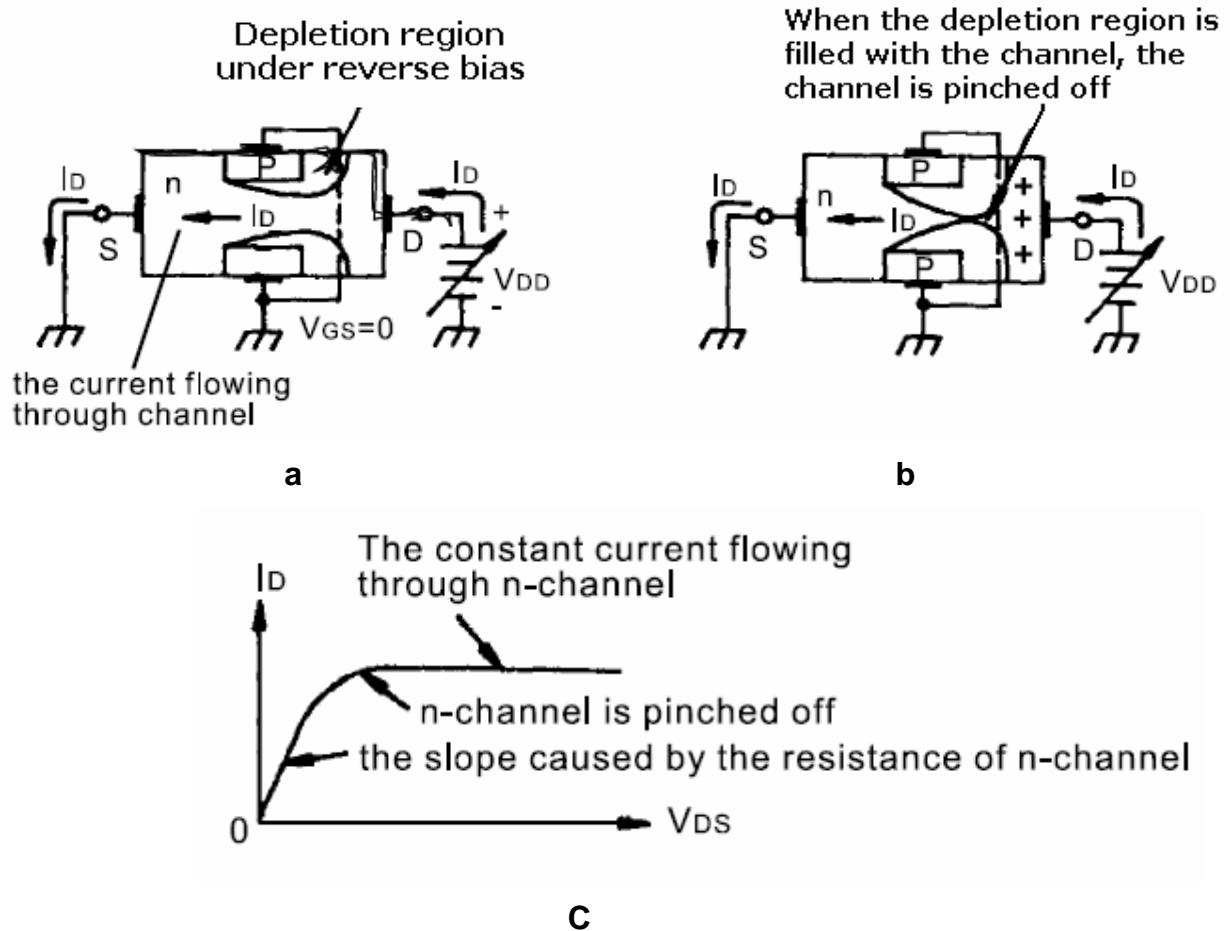 Depletion region
under reverse bias
P
n
ID
ID
S
ID
D
+
VDD
-
VGS=0
the current flowing
through channel
a
When the depletion region is
filled with the channel, the
channel is pinched off
P
n
ID
ID
S
+
+
+
ID
D
P
VDD
b
The constant current flowing
through n-channel
ID
n-channel is pinched off
the slope caused by the resistance of n-channel
0
VDS
C